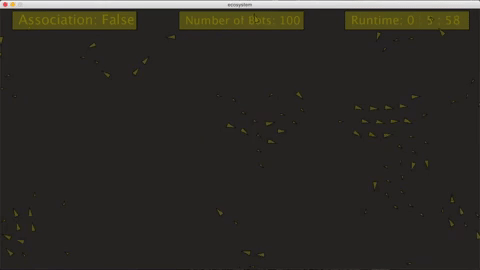 ecosystem
Association: False
Number of Bots: 100
Runtime: 0 : 5 : 58